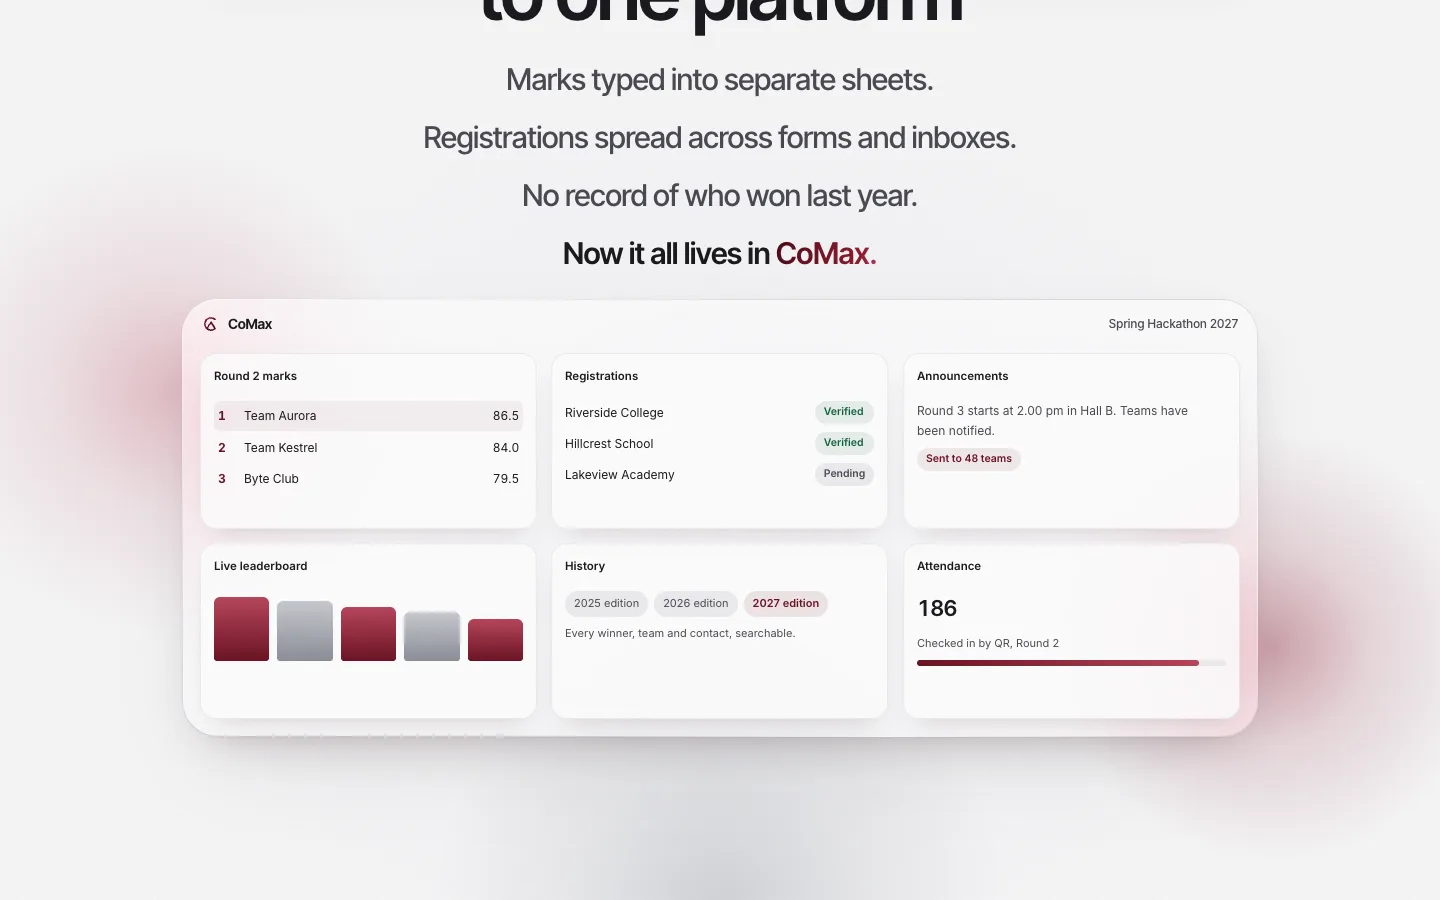 to one platform
Marks typed into separate sheets.
Registrations spread across forms and inboxes.
No record of who won last year.
Now it all lives in CoMax.
CoMax
Spring Hackathon 2027
Round 2 marks
1 Team Aurora 86.5
2 Team Kestrel 84.0
3 Byte Club 79.5
Registrations
Riverside College Verified
Hillcrest School Verified
Lakeview Academy Pending
Announcements
Round 3 starts at 2.00 pm in Hall B. Teams have
been notified.
Sent to 48 teams
Live leaderboard
History
2025 edition 2026 edition 2027 edition
Every winner, team and contact, searchable.
Attendance
186
Checked in by QR, Round 2